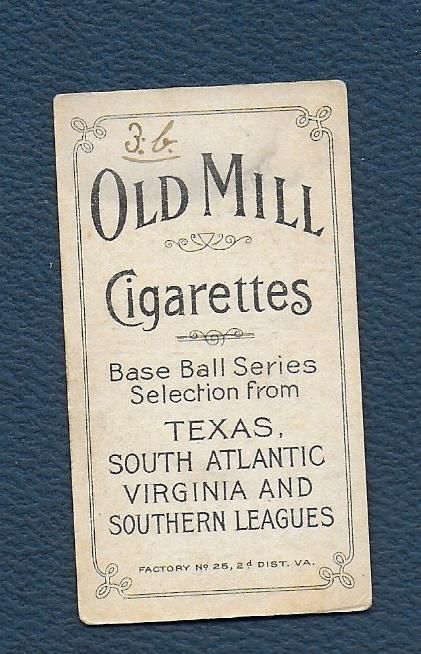 3.b.
OLD MILL
Cigarettes
Base Ball Series
Selection from
TEXAS,
SOUTH ATLANTIC
VIRGINIA AND
SOUTHERN LEAGUES
FACTORY Nº 25, 2d DIST. VA.